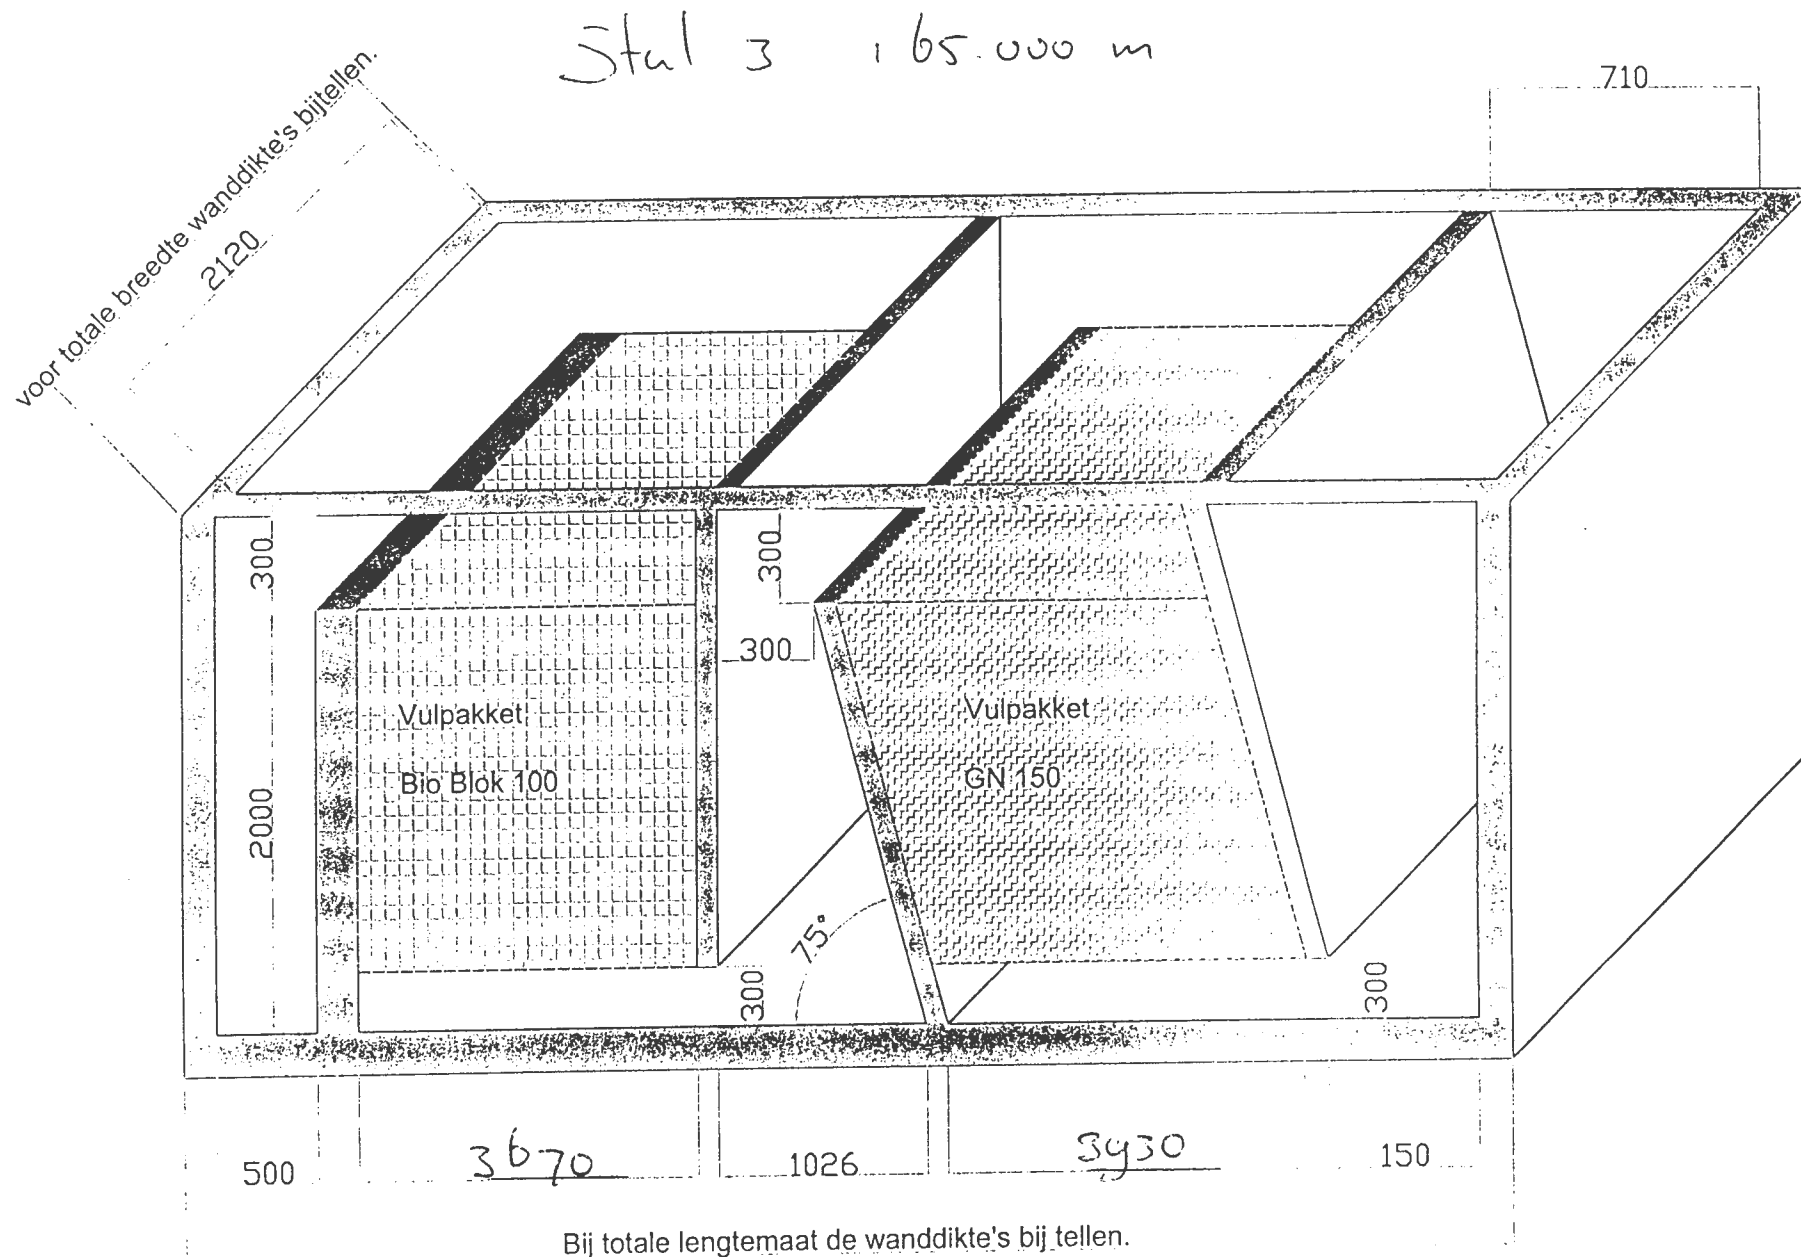 Stal 3 165.000 m
710
voor totale breedte wanddikte's bijtellen.
2120
300
300
300
2000
Vulpakket
Bio Blok 100
Vulpakket
GN 150
75°
300
300
500 3670 1026 3930 150
Bij totale lengtemaat de wanddikte's bij tellen.